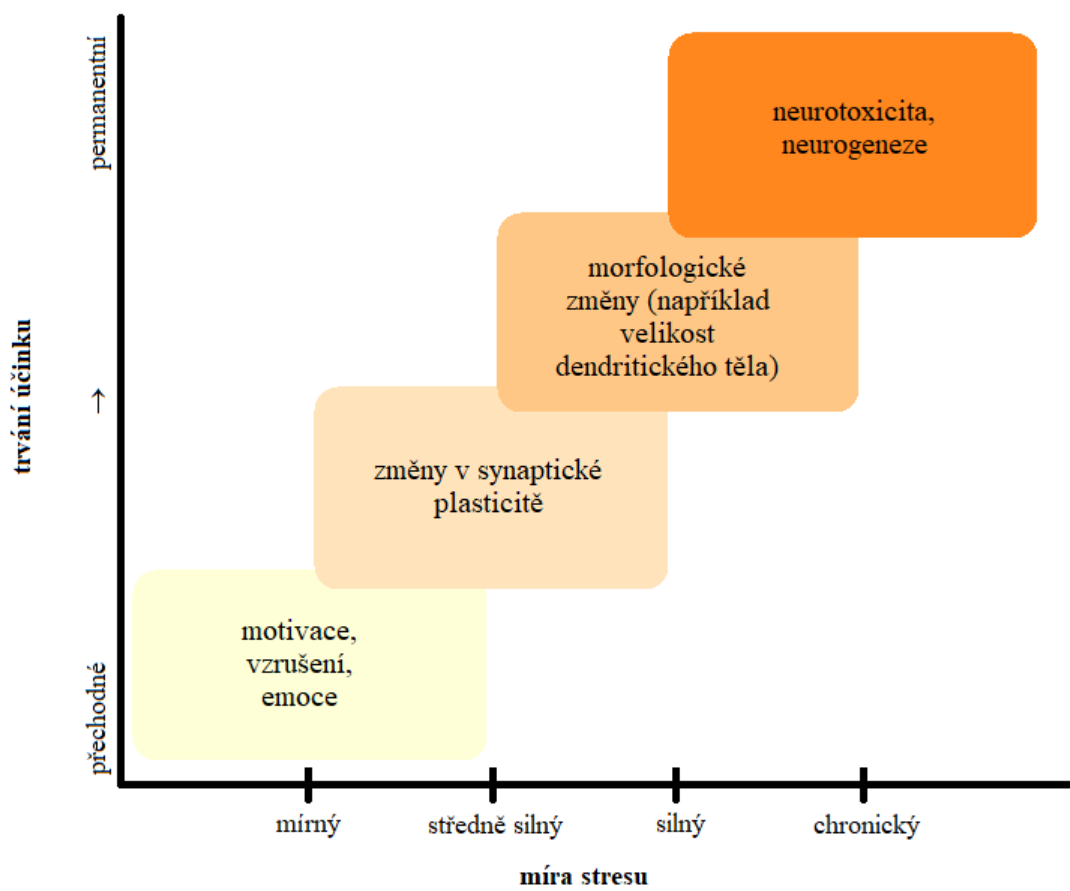 permanentní
neurotoxicita,
neurogeneze
morfologické
změny (například
velikost
dendritického těla)
trvání účinku
→
změny v synaptické
plasticitě
motivace,
vzrušení,
emoce
přechodné
mírný
středně silný
silný
chronický
míra stresu